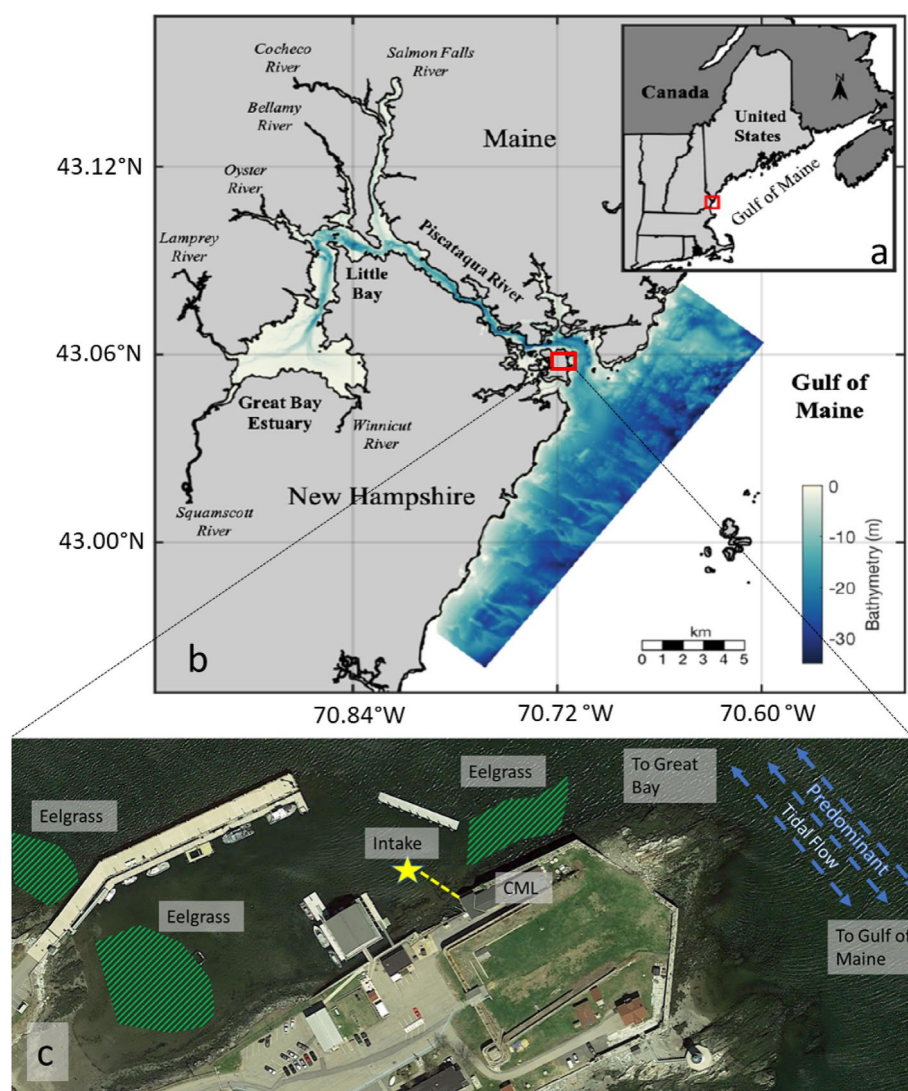 Cocheco
River
Salmon Falls
River
Bellamy
River
Maine
Oyster
River
Lamprey
River
Piscataqua River
Little
Bay
Great Bay
Estuary
Winnicut
River
Squamscott
River
New Hampshire
Gulf of
Maine
43.12°N
43.06°N
43.00°N
70.84°W
70.72°W
70.60°W
b
Canada
N
United
States
Gulf of Maine
a
0
-10
-20
-30
Bathymetry (m)
km
0 1 2 3 4 5
Eelgrass
Eelgrass
Eelgrass
Intake
CML
To Great
Bay
Predominant
Tidal Flow
To Gulf of
Maine
c